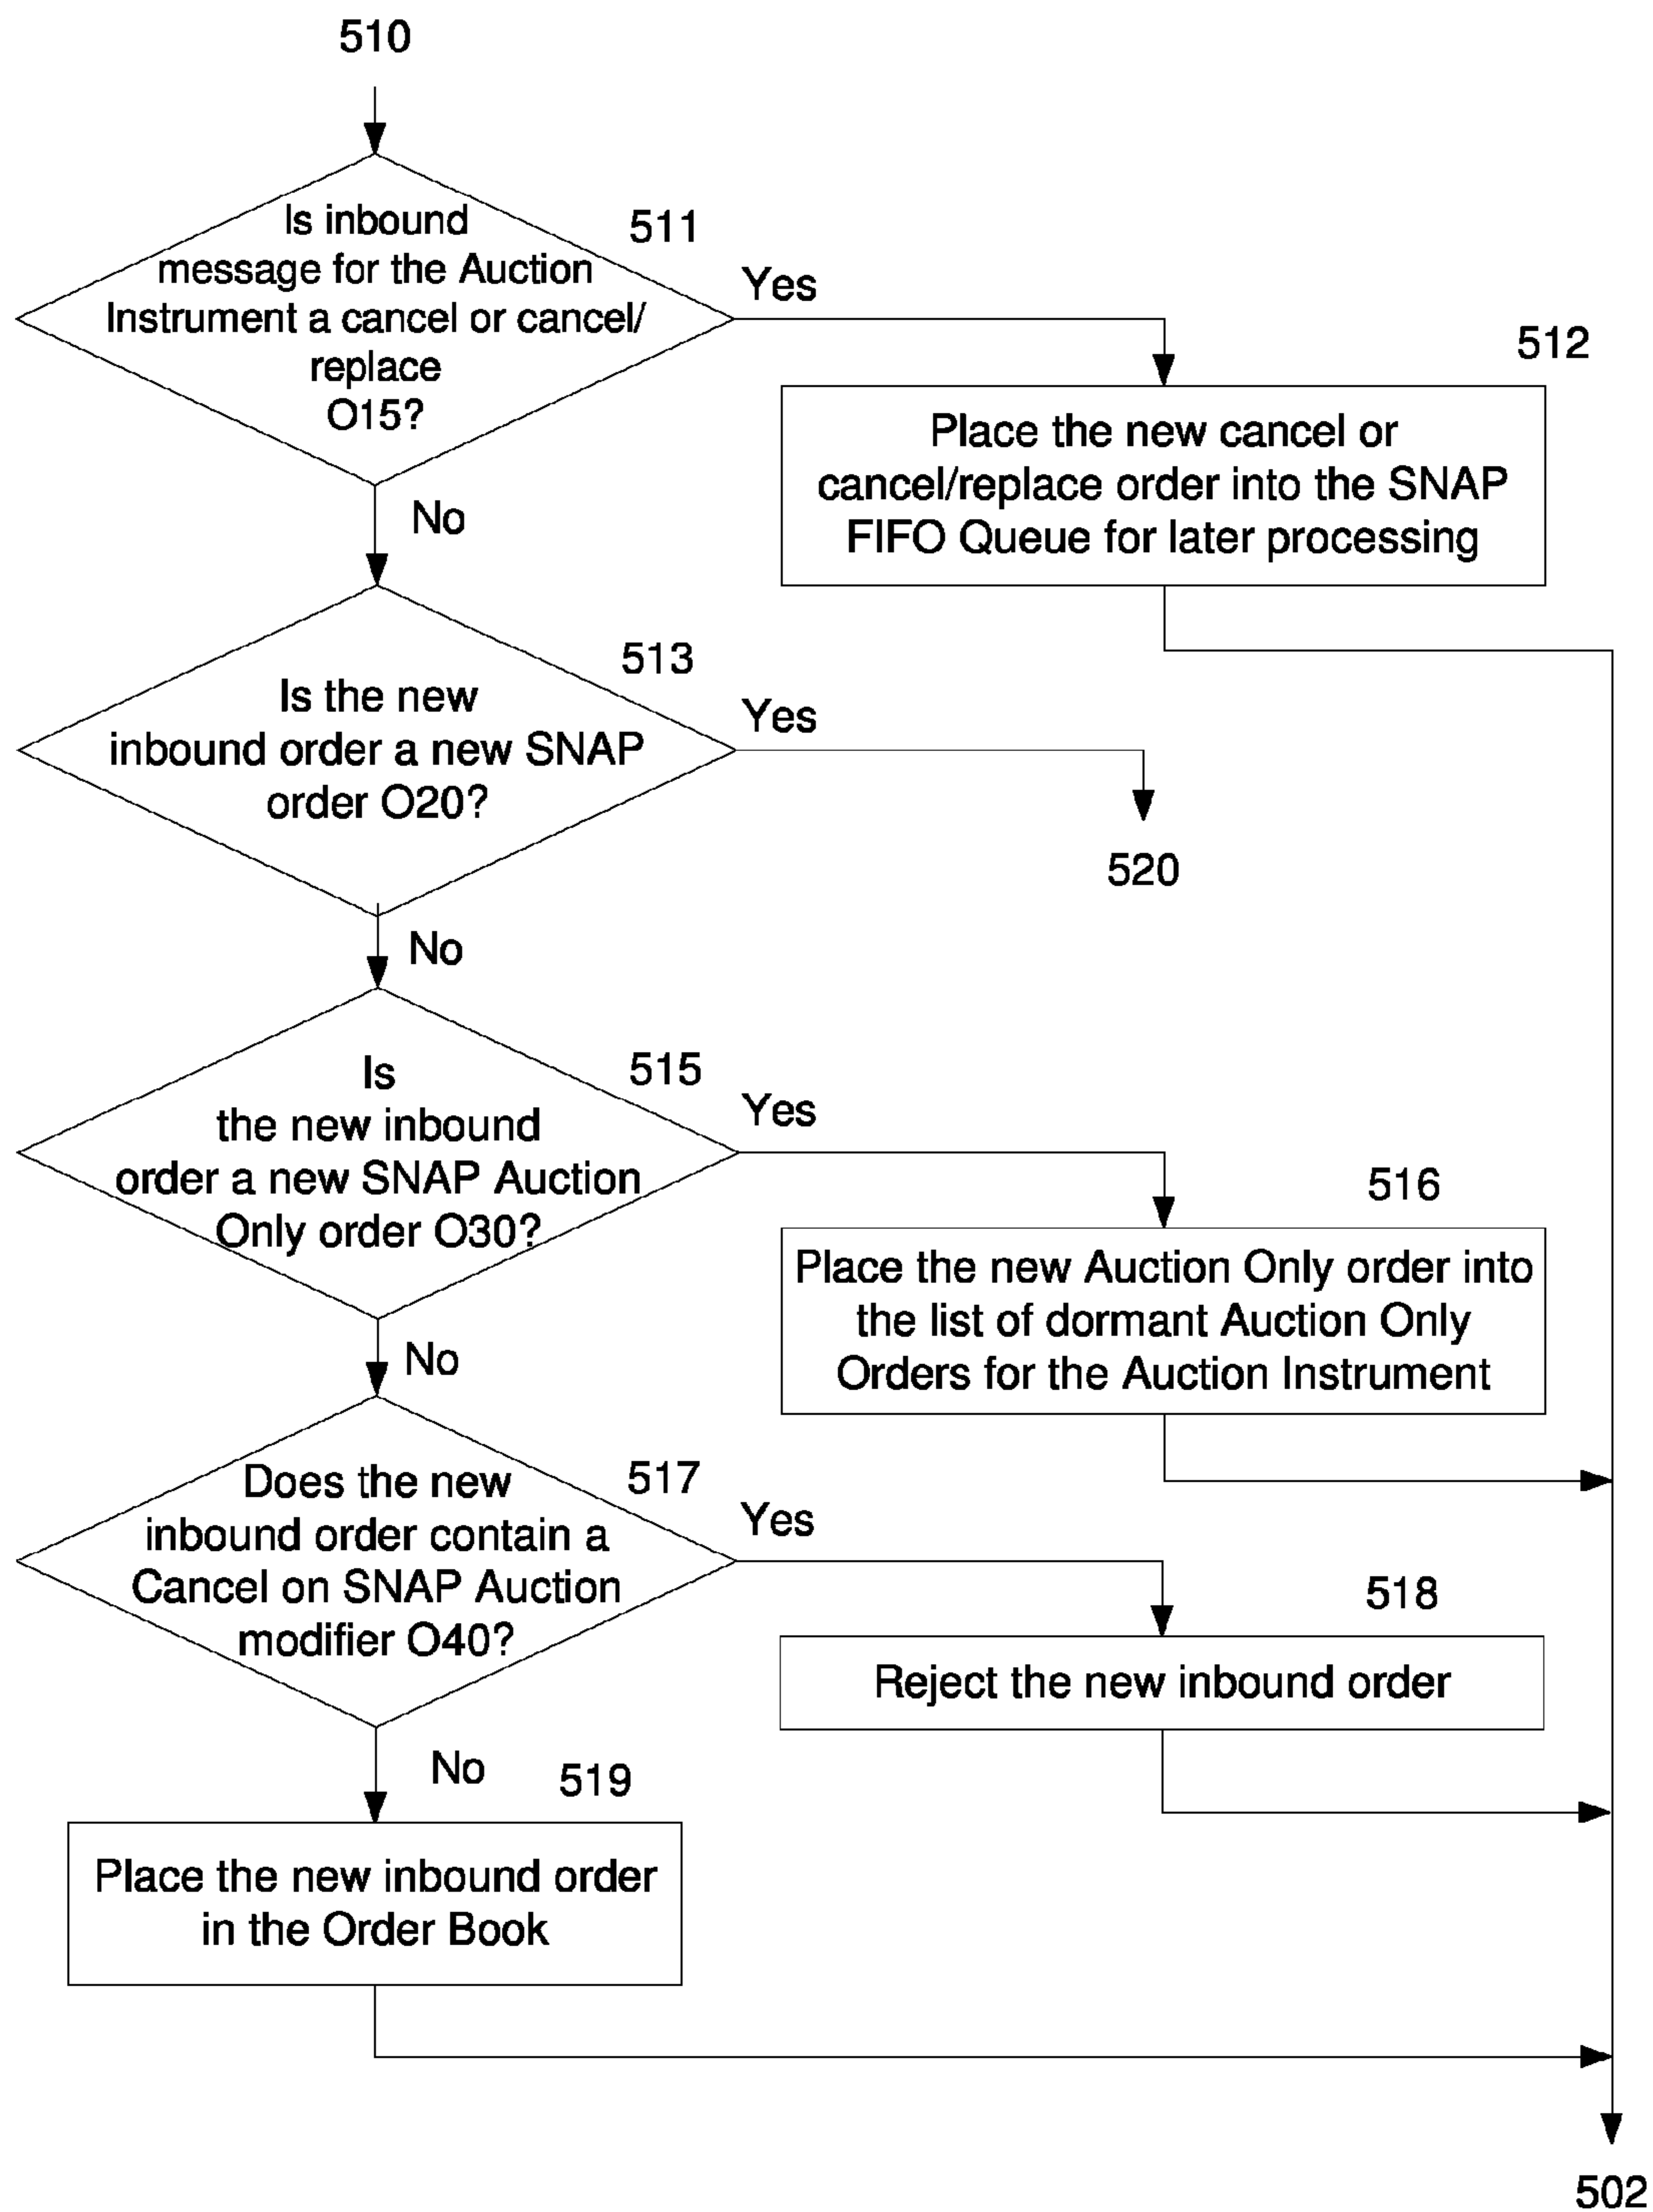 510
Is inbound
message for the Auction
Instrument a cancel or cancel/
replace
O15?
511
Yes
512
Place the new cancel or
cancel/replace order into the SNAP
FIFO Queue for later processing
No
513
Is the new
inbound order a new SNAP
order O20?
Yes
520
No
515
Is
the new inbound
order a new SNAP Auction
Only order O30?
Yes
516
Place the new Auction Only order into
the list of dormant Auction Only
Orders for the Auction Instrument
No
517
Does the new
inbound order contain a
Cancel on SNAP Auction
modifier O40?
Yes
518
Reject the new inbound order
No
519
Place the new inbound order
in the Order Book
502